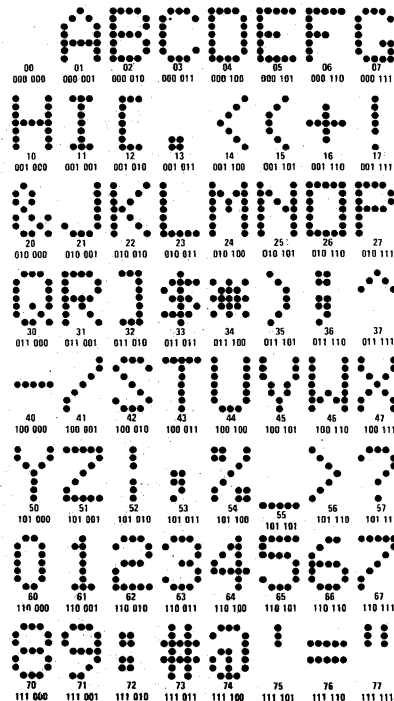 A B C D E F G
00 01 02 03 04 05 06 07
000 000 000 001 000 010 000 011 000 100 000 101 000 110 000 111
H I [ . < ( + !
10 11 12 13 14 15 16 17
001 000 001 001 001 010 001 011 001 100 001 101 001 110 001 111
& J K L M N O P
20 21 22 23 24 25 26 27
010 000 010 001 010 010 010 011 010 100 010 101 010 110 010 111
Q R ] $ * ) ; ^
30 31 32 33 34 35 36 37
011 000 011 001 011 010 011 011 011 100 011 101 011 110 011 111
- / S T U V W X
40 41 42 43 44 45 46 47
100 000 100 001 100 010 100 011 100 100 100 101 100 110 100 111
Y Z | , % _ > ?
50 51 52 53 54 55 56 57
101 000 101 001 101 010 101 011 101 100 101 101 101 110 101 11
0 1 2 3 4 5 6 7
60 61 62 63 64 65 66 67
110 000 110 001 110 010 110 011 110 100 110 101 110 110 110 111
8 9 : # @ ' = "
70 71 72 73 74 75 76 77
111 000 111 001 111 010 111 011 111 100 111 101 111 110 111 111